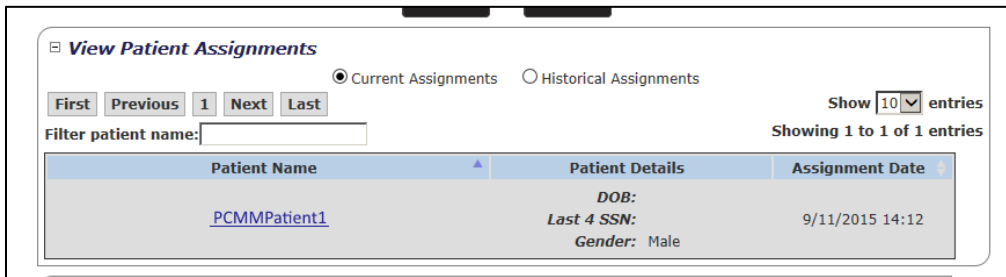 View Patient Assignments
Current Assignments Historical Assignments
First Previous 1 Next Last Show 10 entries
Filter patient name: Showing 1 to 1 of 1 entries
Patient Name Patient Details Assignment Date
DOB:
PCMMPatient1 Last 4 SSN: 9/11/2015 14:12
Gender: Male